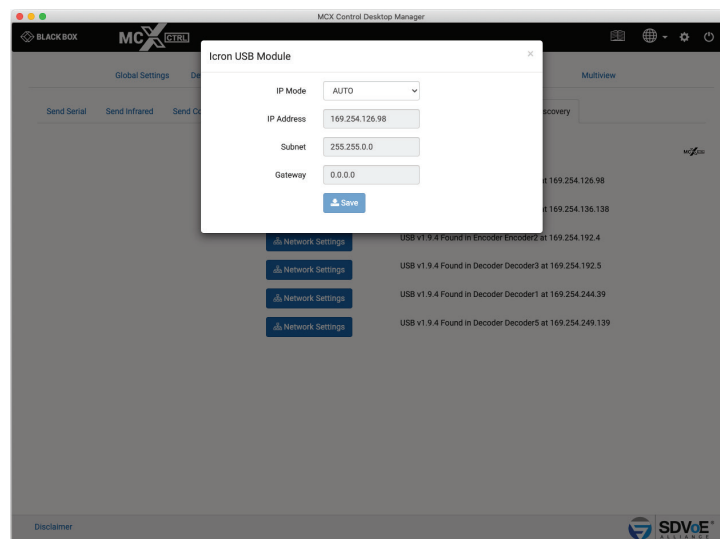 MCX Control Desktop Manager
BLACK BOX
MCX CTRL
Icron USB Module
×
Global Settings
Multiview
IP Mode
AUTO
Send Serial
Send Infrared
IP Address
169.254.126.98
Subnet
255.255.0.0
Gateway
0.0.0.0
at 169.254.126.98
Save
at 169.254.136.138
Network Settings
USB v1.9.4 Found in Encoder Encoder2 at 169.254.192.4
Network Settings
USB v1.9.4 Found in Decoder Decoder3 at 169.254.192.5
Network Settings
USB v1.9.4 Found in Decoder Decoder1 at 169.254.244.39
Network Settings
USB v1.9.4 Found in Decoder Decoder5 at 169.254.249.139
Disclaimer
SDVoE
ALLIANCE